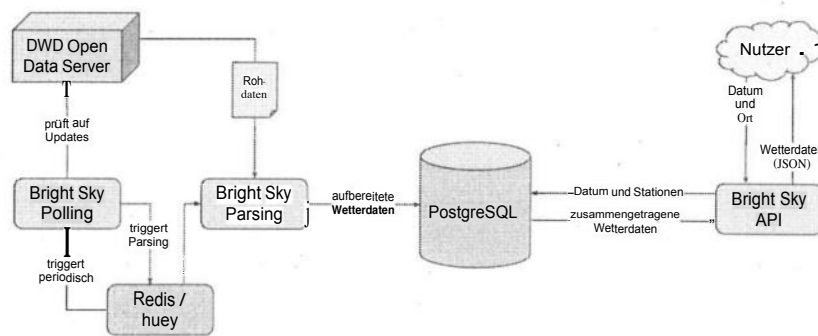 DWD Open
Data Server
Nutzer
Roh-
daten
Datum
und
Ort
prüft auf
Updates
Wetterdate
(JSON)
Bright Sky
Polling
Bright Sky
Parsing
aufbereitete
Wetterdaten
PostgreSQL
Datum und Stationen
zusammengetragene
Wetterdaten
Bright Sky
API
triggert
Parsing
triggert
periodisch
Redis /
huey